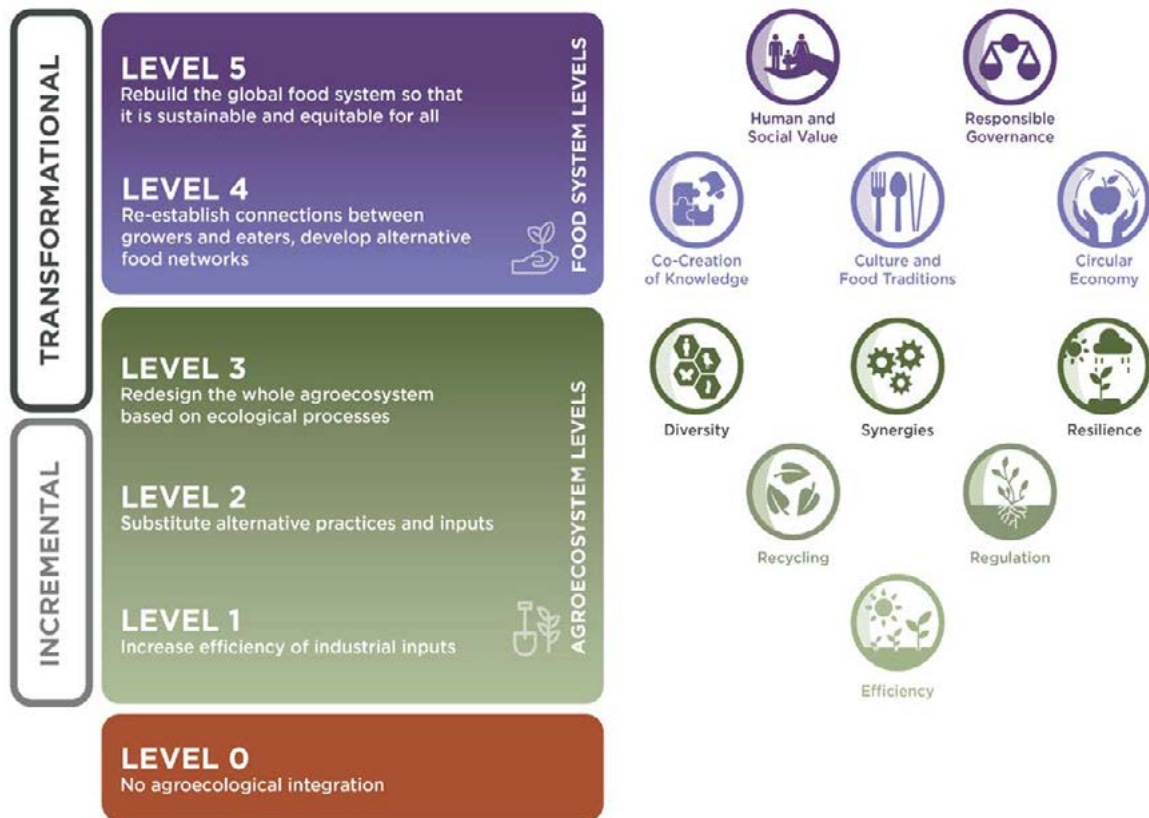 TRANSFORMATIONAL
INCREMENTAL
LEVEL 5
Rebuild the global food system so that
it is sustainable and equitable for all
LEVEL 4
Re-establish connections between
growers and eaters, develop alternative
food networks
FOOD SYSTEM LEVELS
LEVEL 3
Redesign the whole agroecosystem
based on ecological processes
LEVEL 2
Substitute alternative practices and inputs
LEVEL 1
Increase efficiency of industrial inputs
AGROECOSYSTEM LEVELS
LEVEL 0
No agroecological integration
Human and
Social Value
Responsible
Governance
Co-Creation
of Knowledge
Culture and
Food Traditions
Circular
Economy
Diversity
Synergies
Resilience
Recycling
Regulation
Efficiency